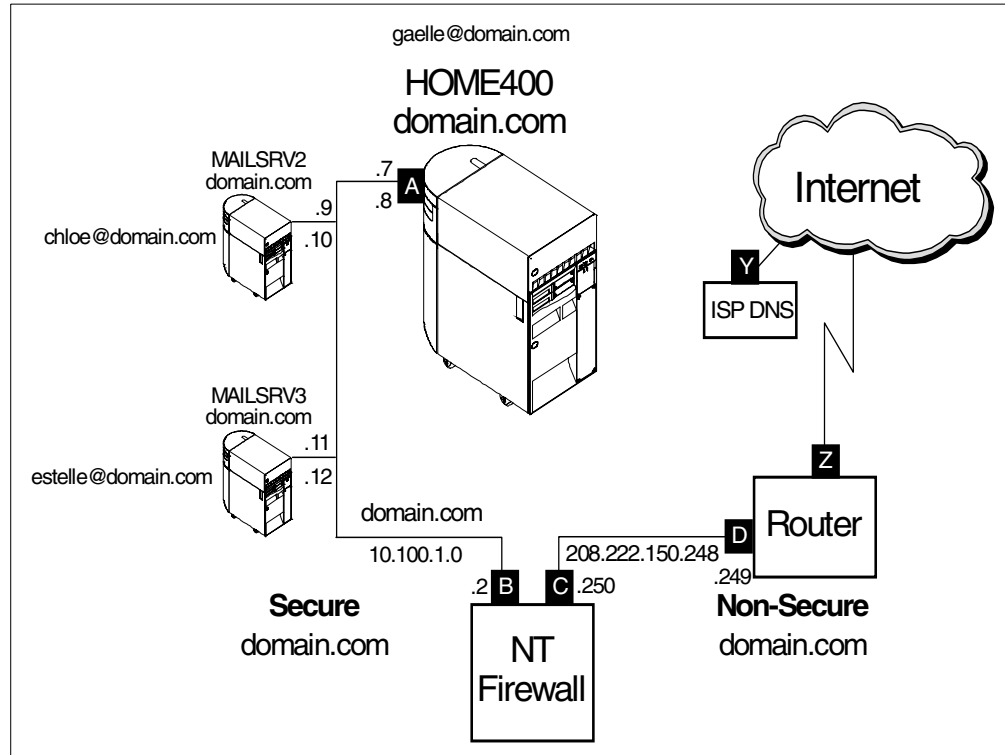 gaelle@domain.com
HOME400
domain.com
MAILSRV2
domain.com
.9
.10
chloe@domain.com
.7
.8
A
Internet
Y
ISP DNS
MAILSRV3
domain.com
.11
.12
estelle@domain.com
domain.com
10.100.1.0
.2
B
C
.250
208.222.150.248
D
.249
Z
Router
Secure
domain.com
NT
Firewall
Non-Secure
domain.com